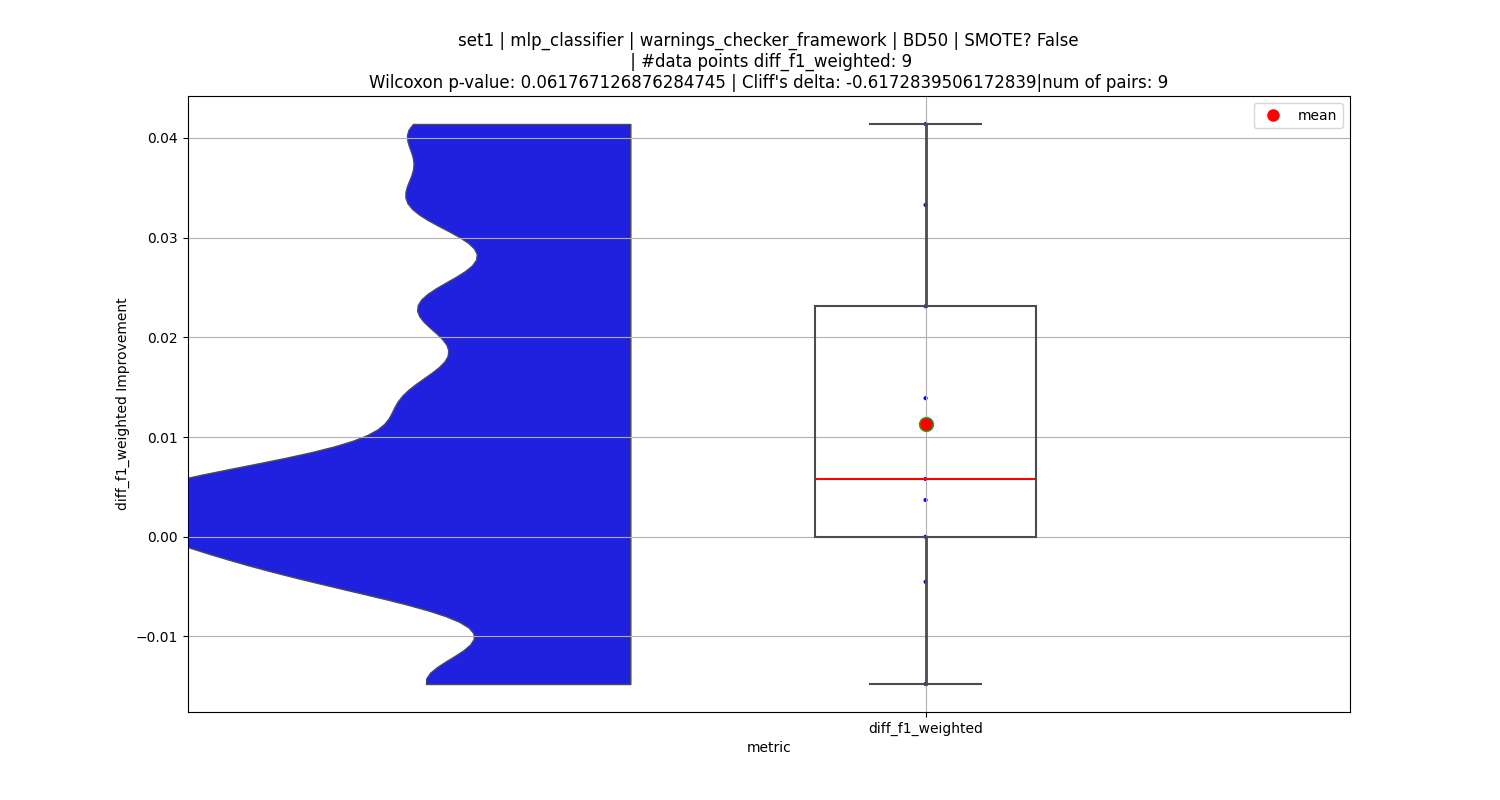 set1 | mlp_classifier | warnings_checker_framework | BD50 | SMOTE? False
| #data points diff_f1_weighted: 9
Wilcoxon p-value: 0.061767126876284745 | Cliff's delta: -0.6172839506172839|num of pairs: 9
mean
0.04
0.03
0.02
0.01
0.00
−0.01
diff_f1_weighted Improvement
diff_f1_weighted
metric